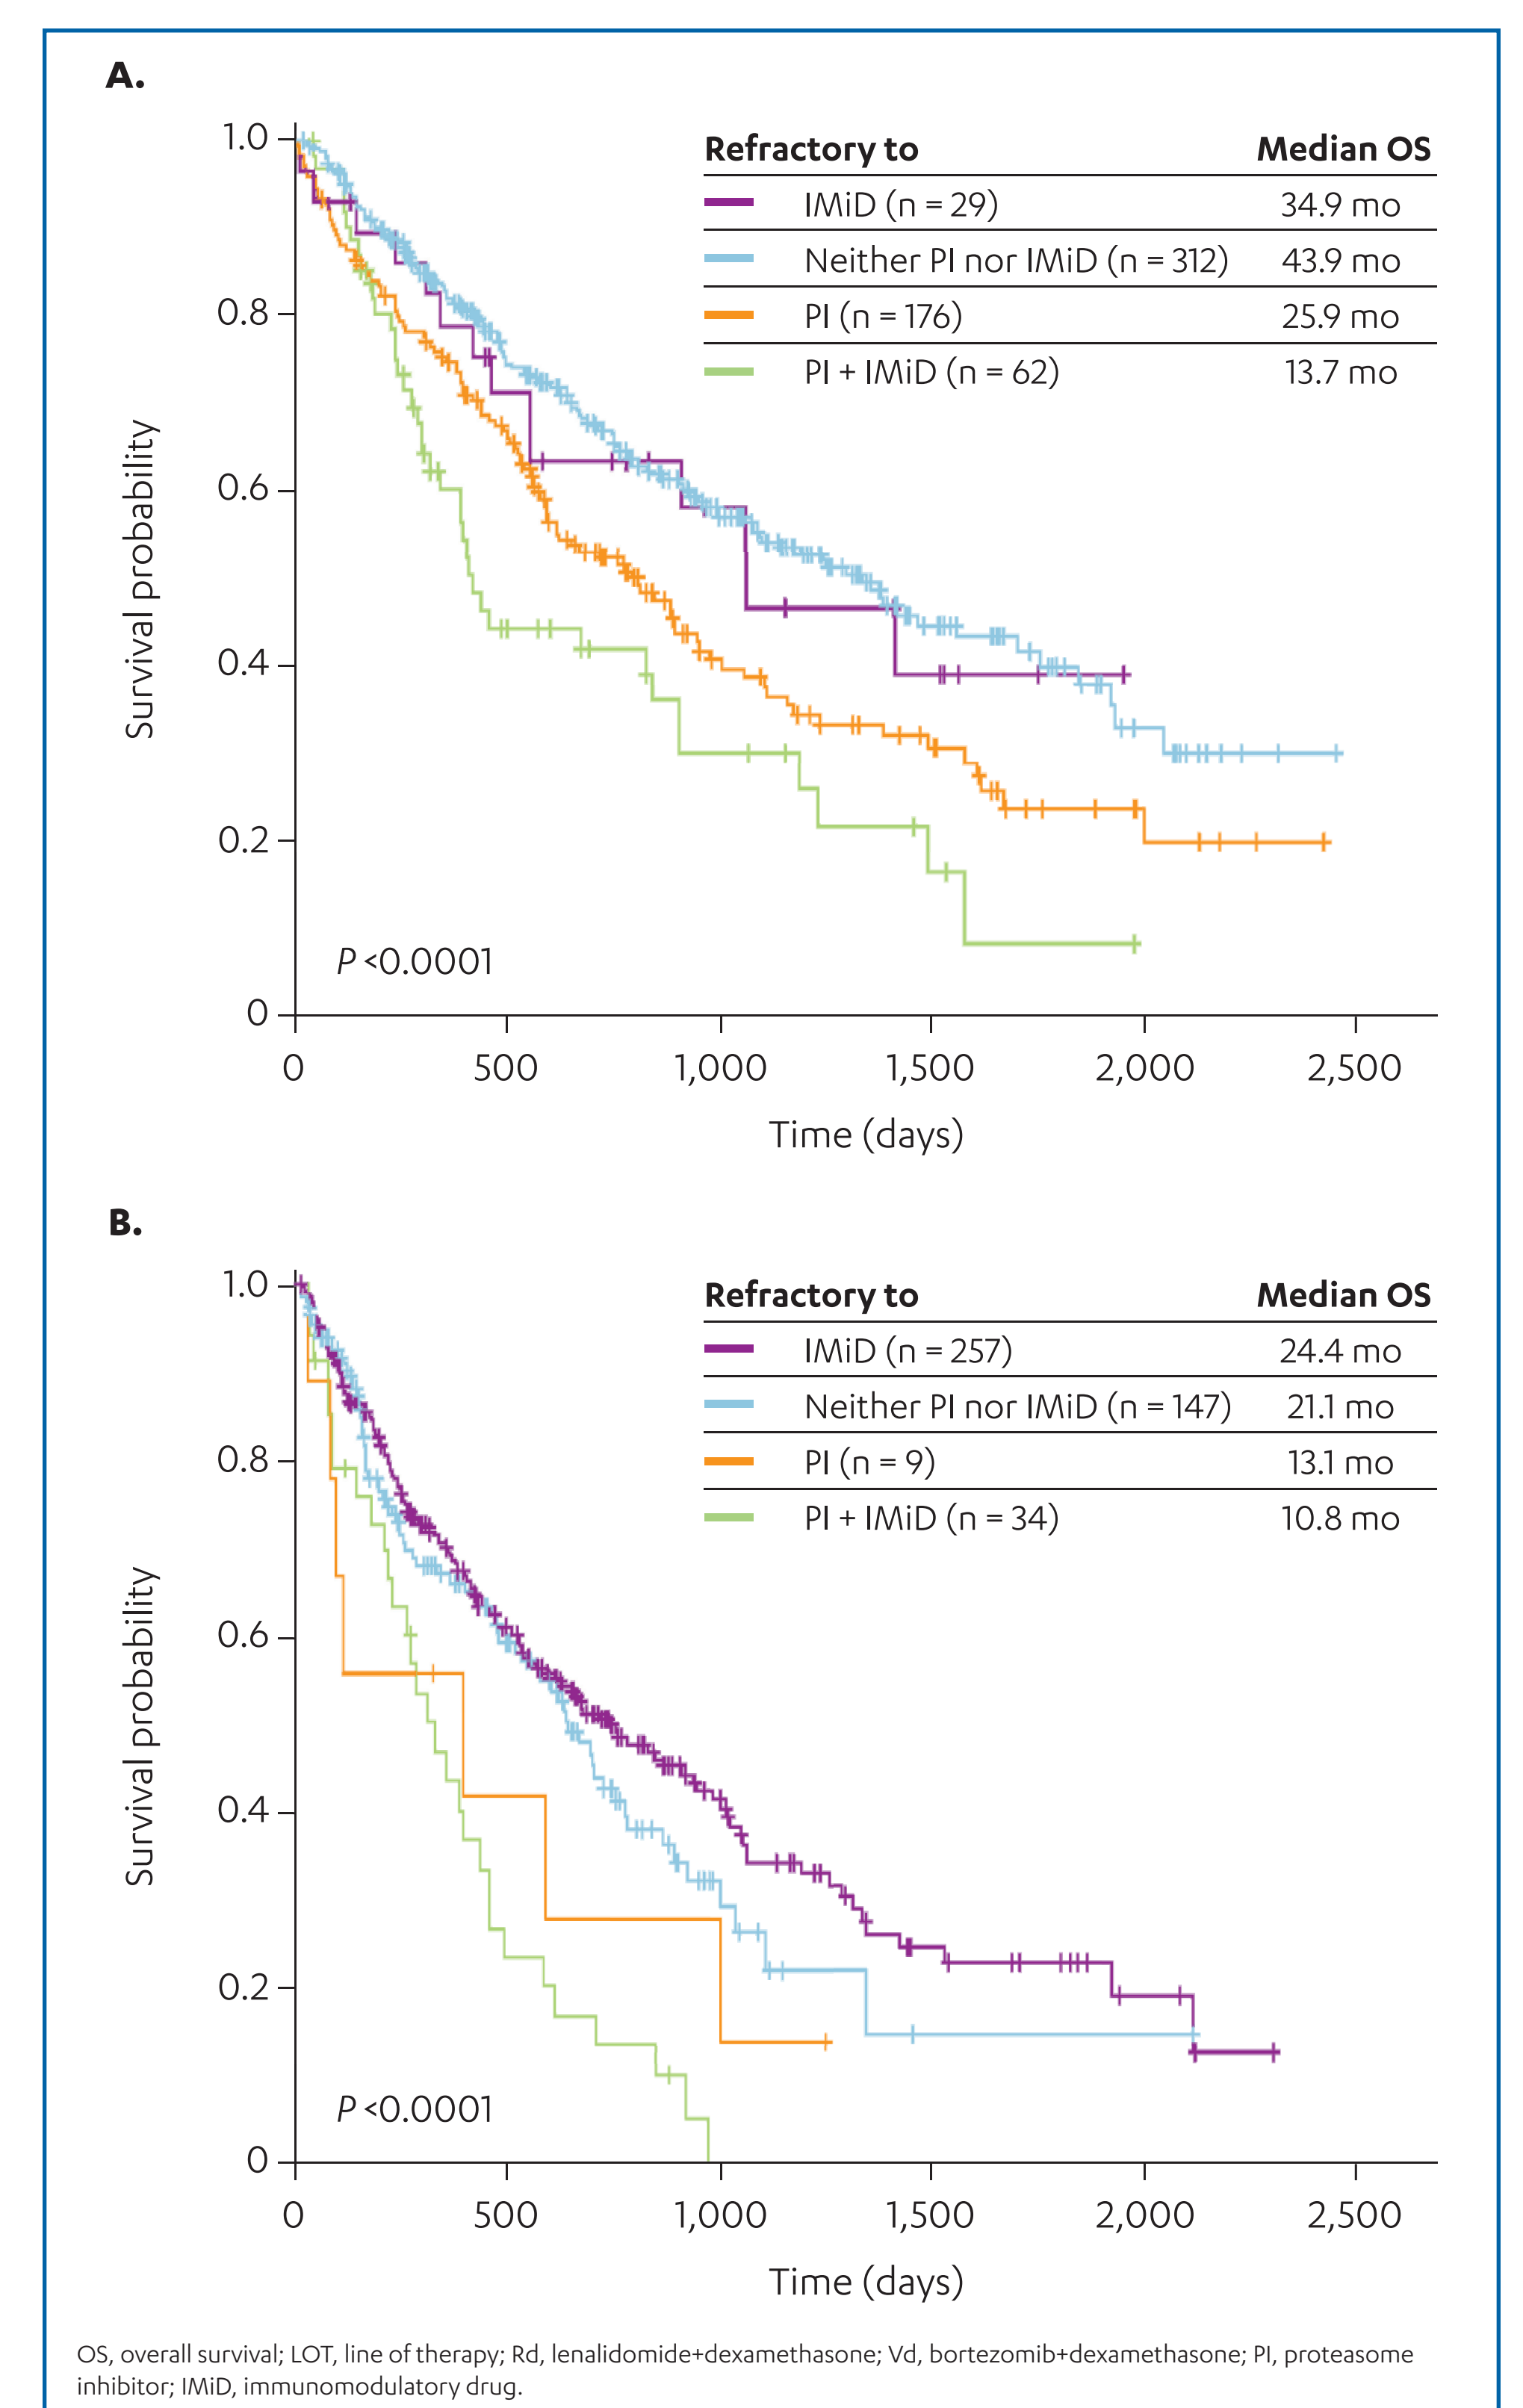 A.
1.0
0.8
0.6
0.4
0.2
0
Survival probability
Refractory to Median OS
IMiD (n = 29) 34.9 mo
Neither PI nor IMiD (n = 312) 43.9 mo
PI (n = 176) 25.9 mo
PI + IMiD (n = 62) 13.7 mo
P <0.0001
0 500 1,000 1,500 2,000 2,500
Time (days)
B.
1.0
0.8
0.6
0.4
0.2
0
Survival probability
Refractory to Median OS
IMiD (n = 257) 24.4 mo
Neither PI nor IMiD (n = 147) 21.1 mo
PI (n = 9) 13.1 mo
PI + IMiD (n = 34) 10.8 mo
P <0.0001
0 500 1,000 1,500 2,000 2,500
Time (days)
OS, overall survival; LOT, line of therapy; Rd, lenalidomide+dexamethasone; Vd, bortezomib+dexamethasone; PI, proteasome
inhibitor; IMiD, immunomodulatory drug.